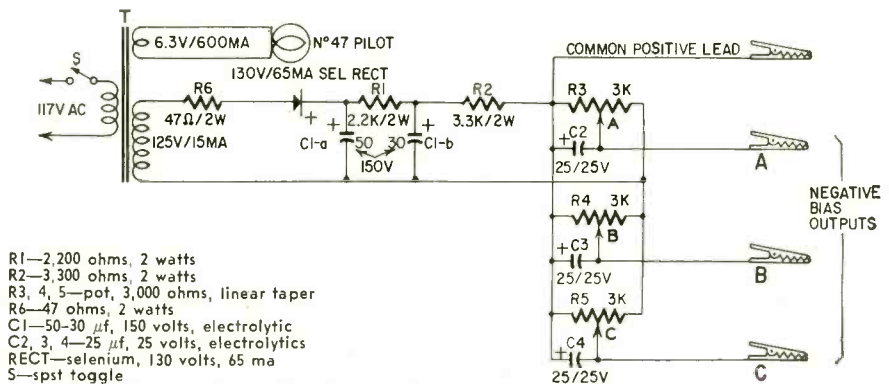 T
6.3V/600MA
Nº47 PILOT
S
117V AC
125V/15MA
R6
47Ω/2W
130V/65MA SEL RECT
+
R1
2.2K/2W
+
C1-a
50
30
C1-b
150V
R2
3.3K/2W
COMMON POSITIVE LEAD
R3 3K
A
+ C2
25/25V
A
R4 3K
B
+ C3
25/25V
B
R5 3K
C
+ C4
25/25V
C
NEGATIVE
BIAS
OUTPUTS
R1—2,200 ohms, 2 watts
R2—3,300 ohms, 2 watts
R3, 4, 5—pot, 3,000 ohms, linear taper
R6—47 ohms, 2 watts
C1—50-30 μf, 150 volts, electrolytic
C2, 3, 4—25 μf, 25 volts, electrolytics
RECT—selenium, 130 volts, 65 ma
S—spst toggle